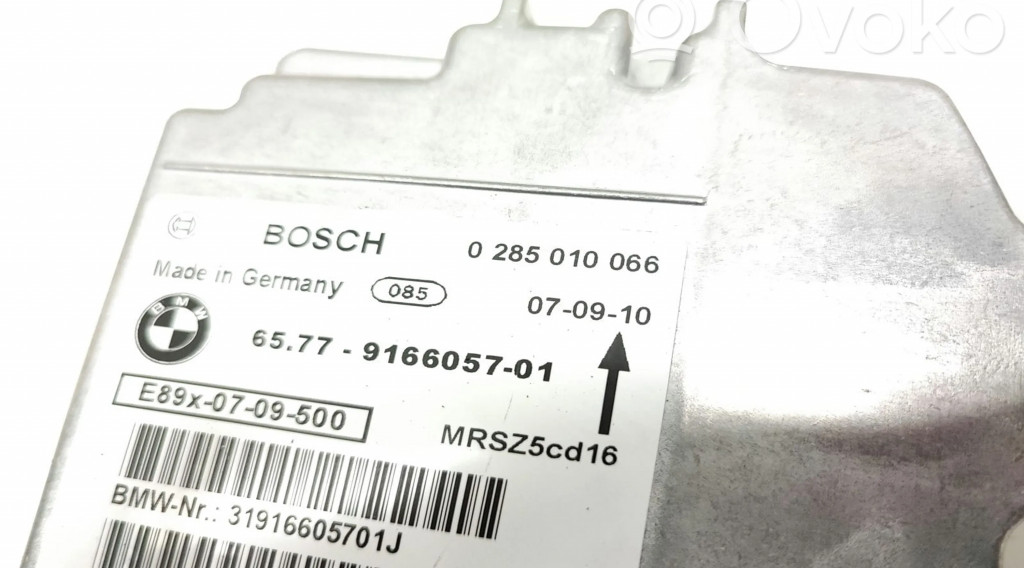 Ovoko
BOSCH 0 285 010 066
Made in Germany 085 07-09-10
BMW
65.77 - 9166057-01
E89x-07-09-500
MRSZ5cd16
BMW-Nr.: 31916605701J